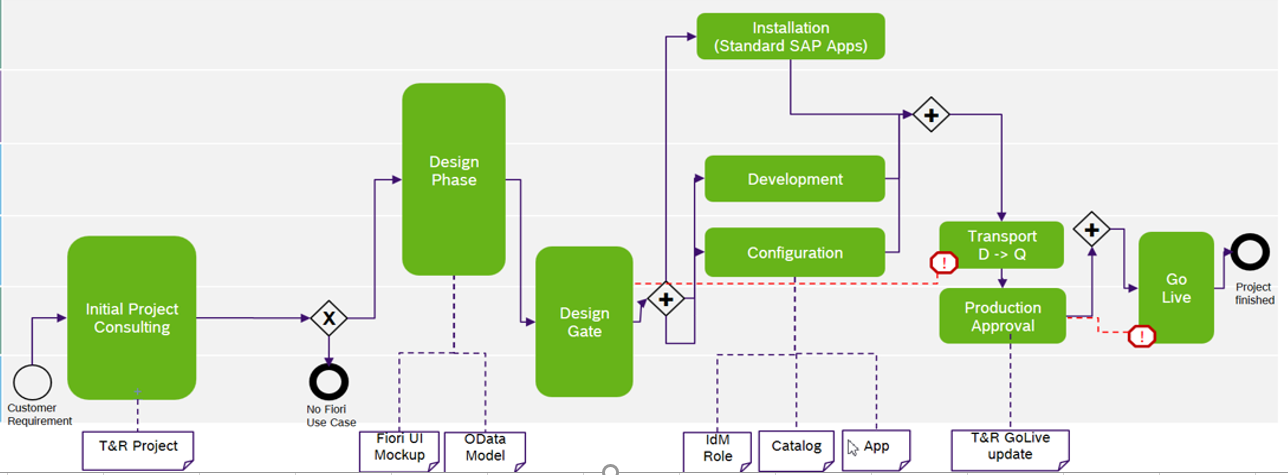 Installation
(Standard SAP Apps)
Design
Phase
Development
Configuration
Transport
D -> Q
!
Initial Project
Consulting
X
Design
Gate
Production
Approval
!
Go
Live
Project
finished
Customer
Requirement
No Fiori
Use Case
T&R Project
Fiori UI
Mockup
OData
Model
IdM
Role
Catalog
App
T&R GoLive
update